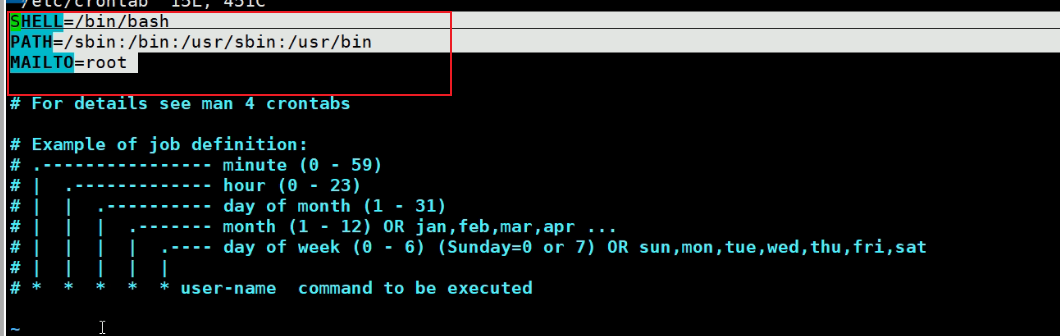 /etc/crontab" 15L, 451C
SHELL=/bin/bash
PATH=/sbin:/bin:/usr/sbin:/usr/bin
MAILTO=root
# For details see man 4 crontabs
# Example of job definition:
# .---------------- minute (0 - 59)
# |  .------------- hour (0 - 23)
# |  |  .---------- day of month (1 - 31)
# |  |  |  .------- month (1 - 12) OR jan,feb,mar,apr ...
# |  |  |  |  .---- day of week (0 - 6) (Sunday=0 or 7) OR sun,mon,tue,wed,thu,fri,sat
# |  |  |  |  |
# *  *  *  *  * user-name  command to be executed
~